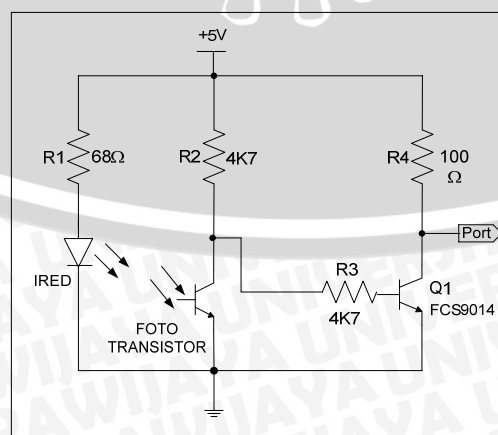 +5V
R1
68Ω
R2
4K7
R4
100
Ω
Port
IRED
R3
4K7
Q1
FCS9014
FOTO
TRANSISTOR